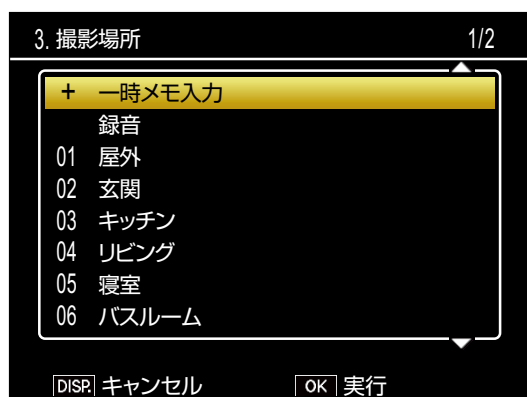 3. 撮影場所 1/2
+ 一時メモ入力
録音
01 屋外
02 玄関
03 キッチン
04 リビング
05 寝室
06 バスルーム
DISP. キャンセル OK 実行